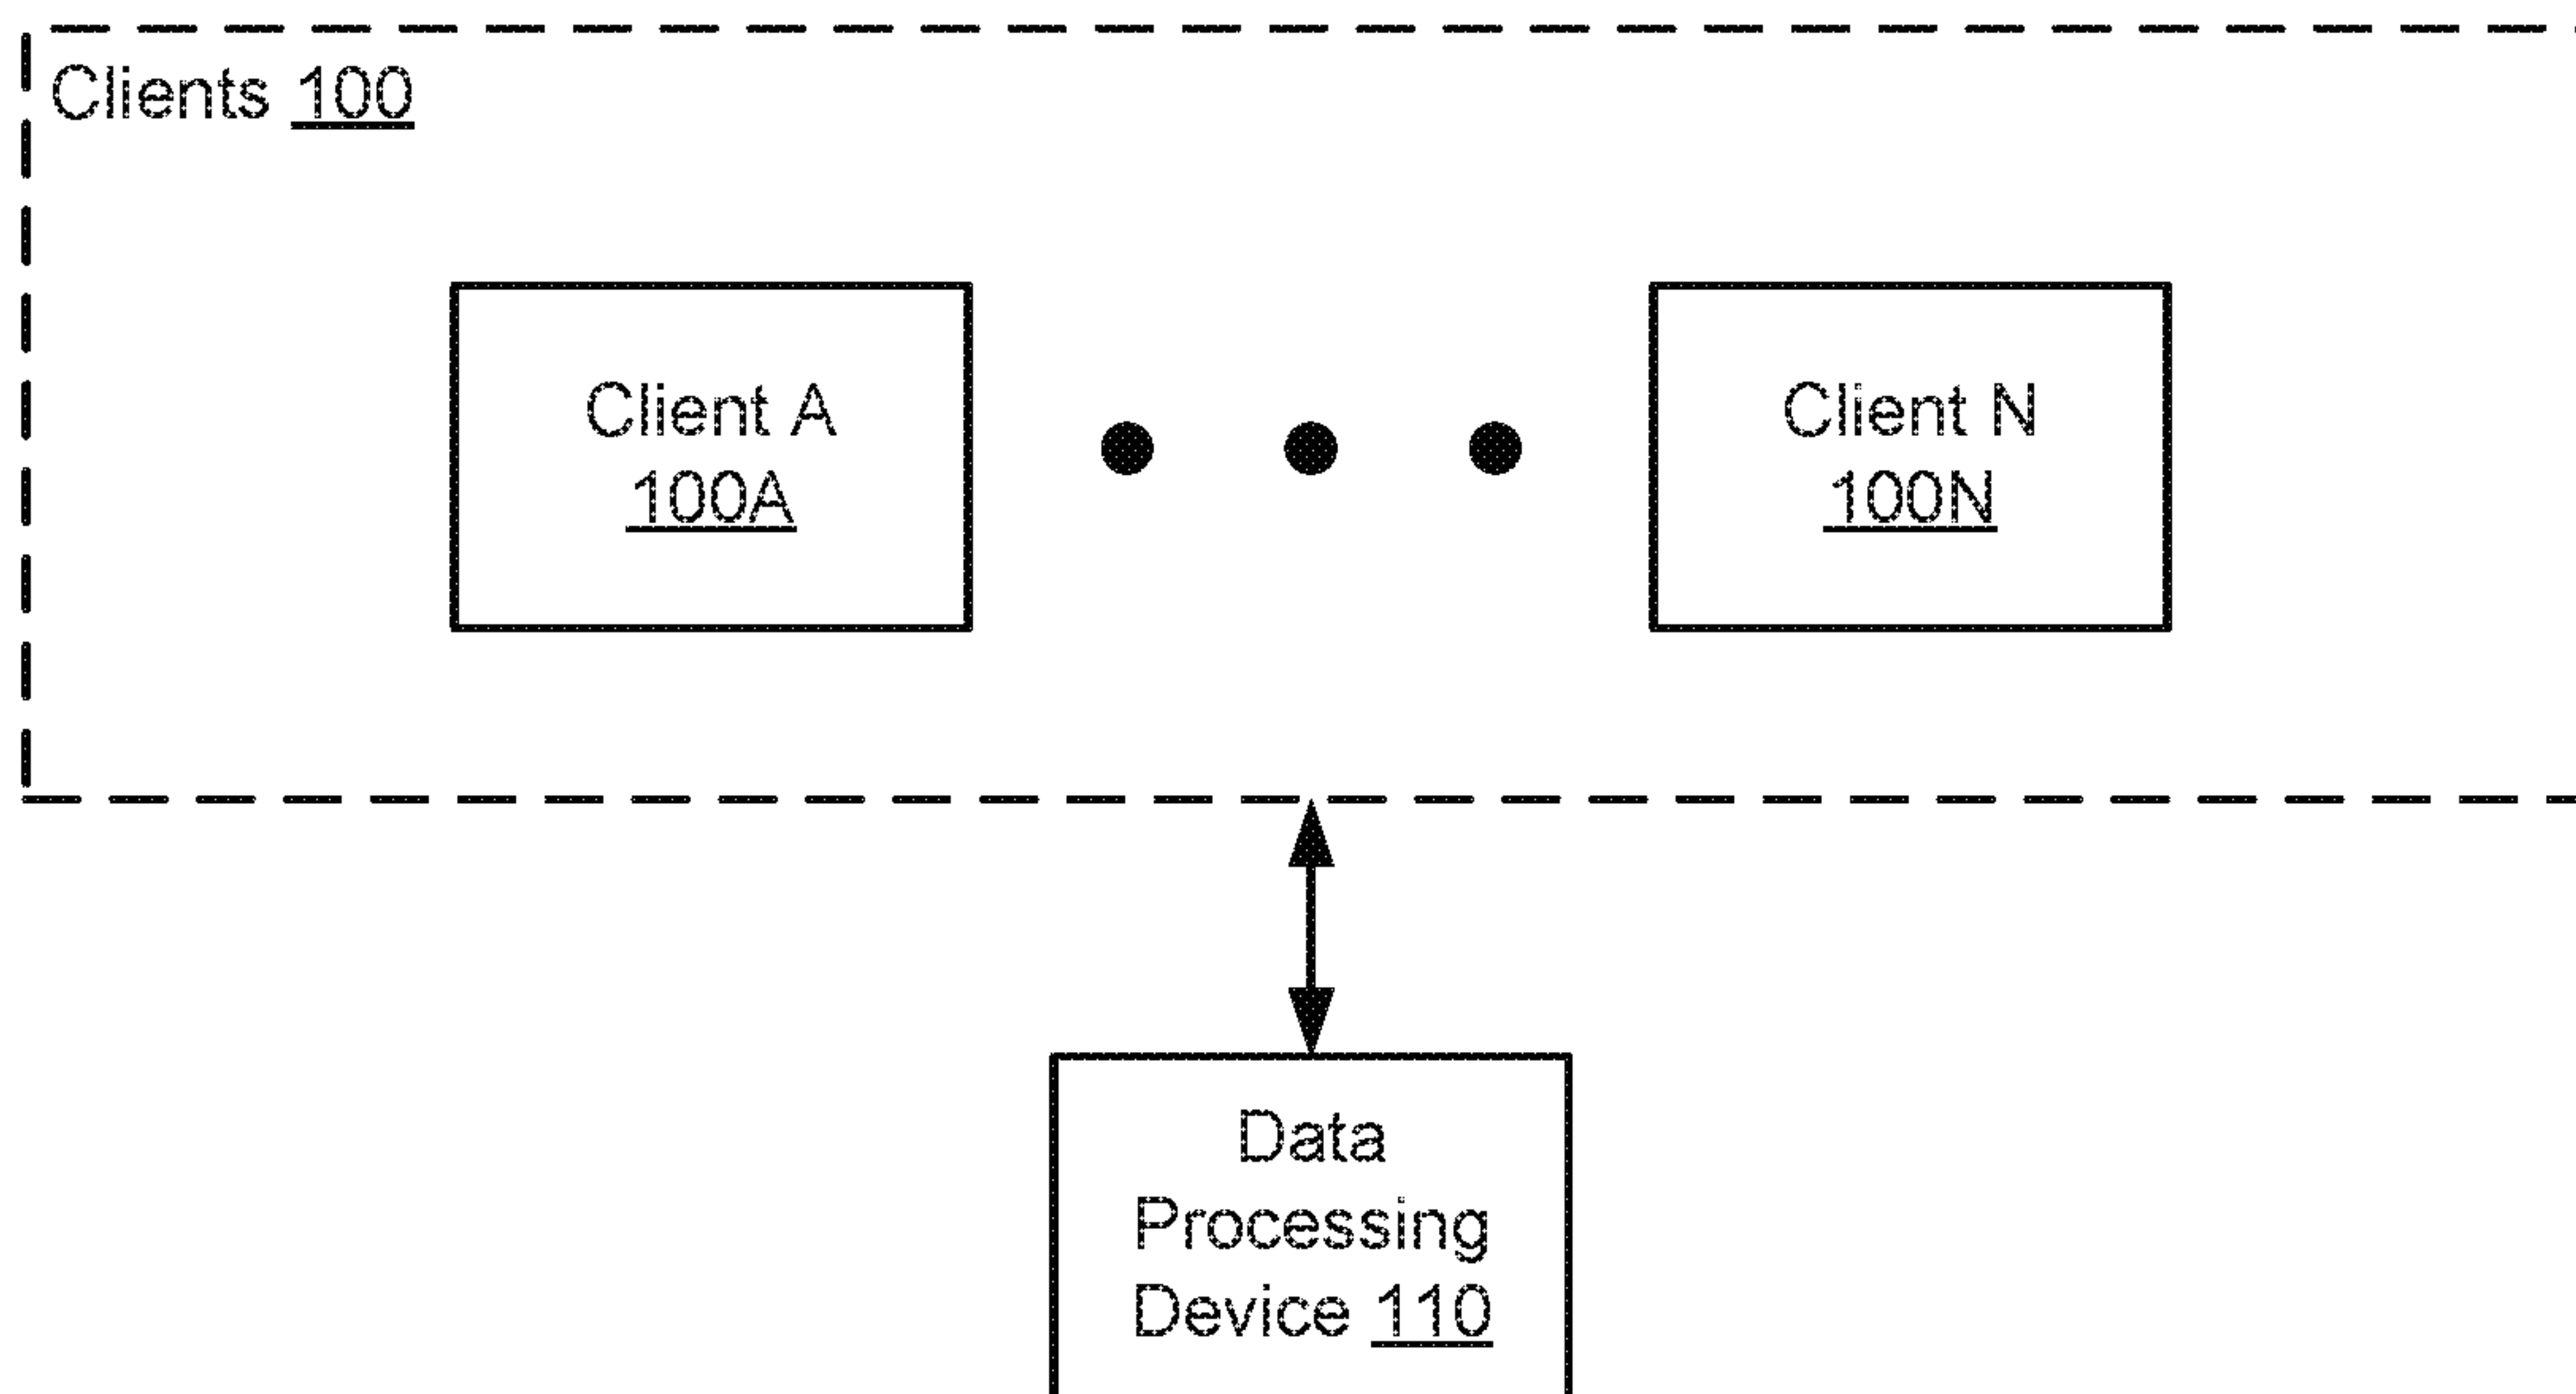 Clients 100
Client A
100A
Client N
100N
Data
Processing
Device 110